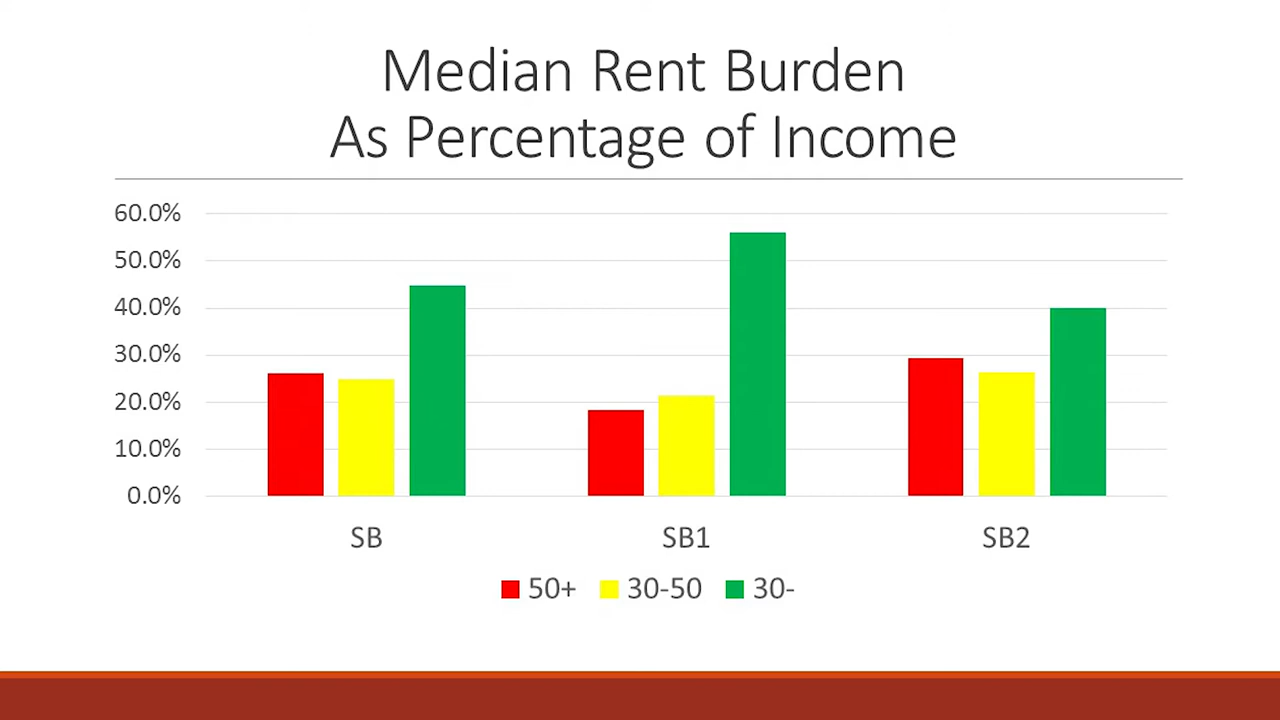 Median Rent Burden
As Percentage of Income
60.0%
50.0%
40.0%
30.0%
20.0%
10.0%
0.0%
SB SB1 SB2
50+ 30-50 30-